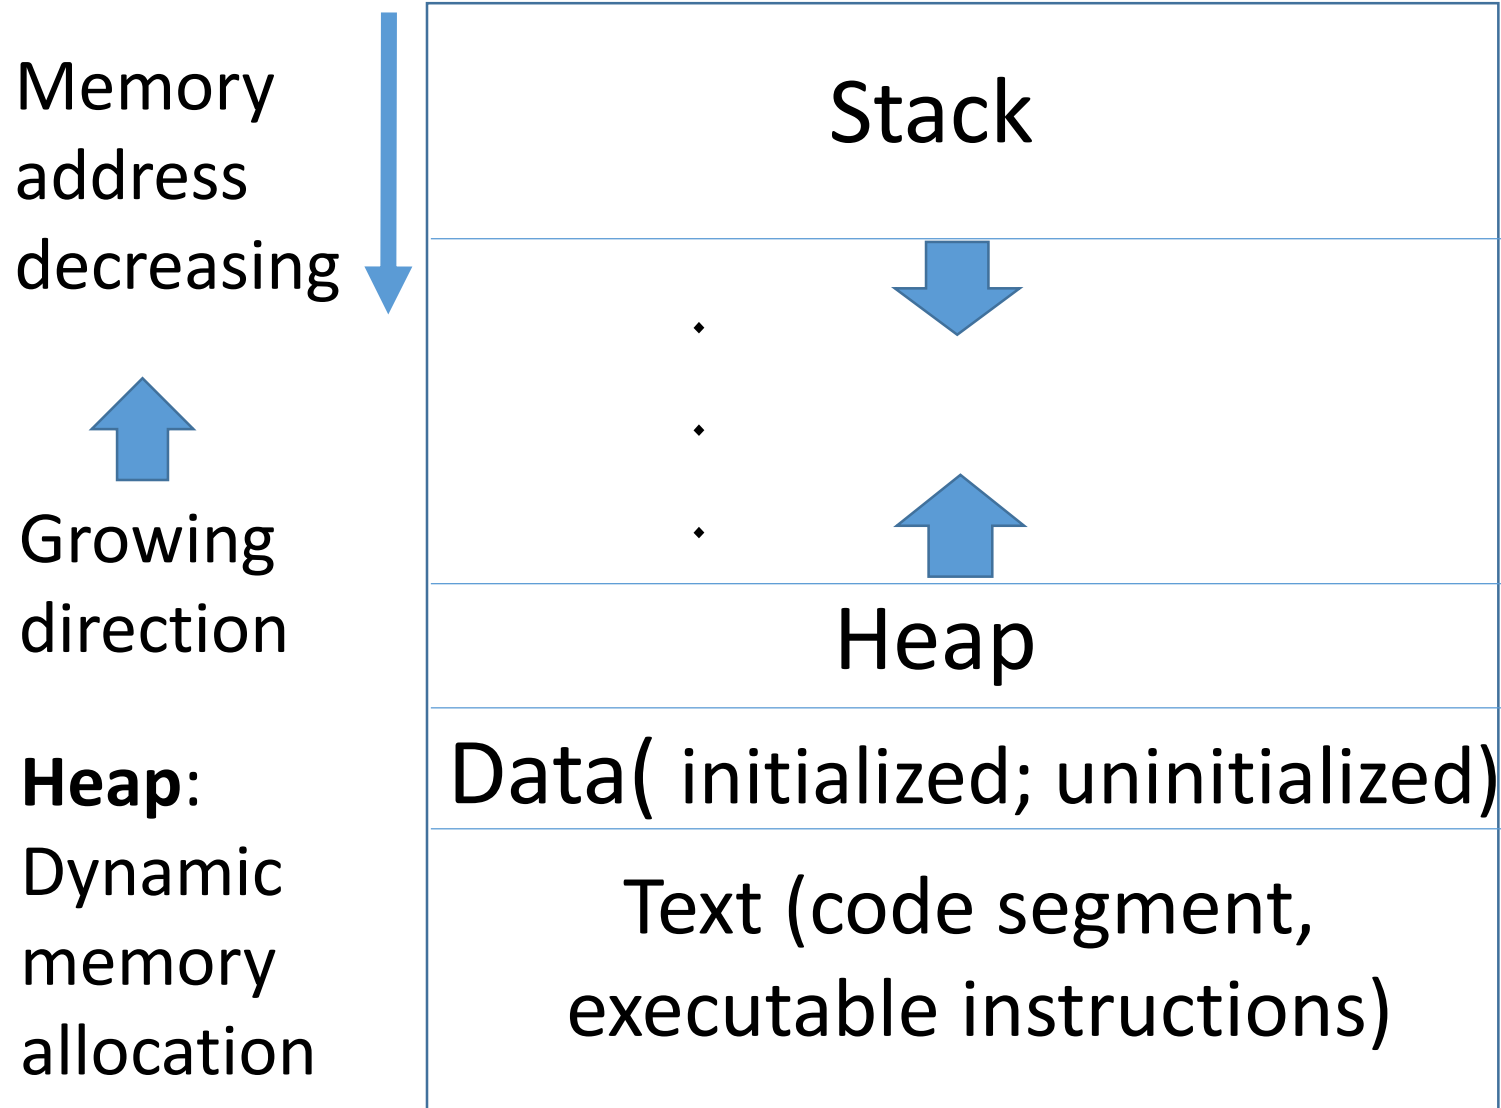 Memory
address
decreasing
Growing
direction
Heap:
Dynamic
memory
allocation
Stack
Heap
Data( initialized; uninitialized)
Text (code segment,
executable instructions)